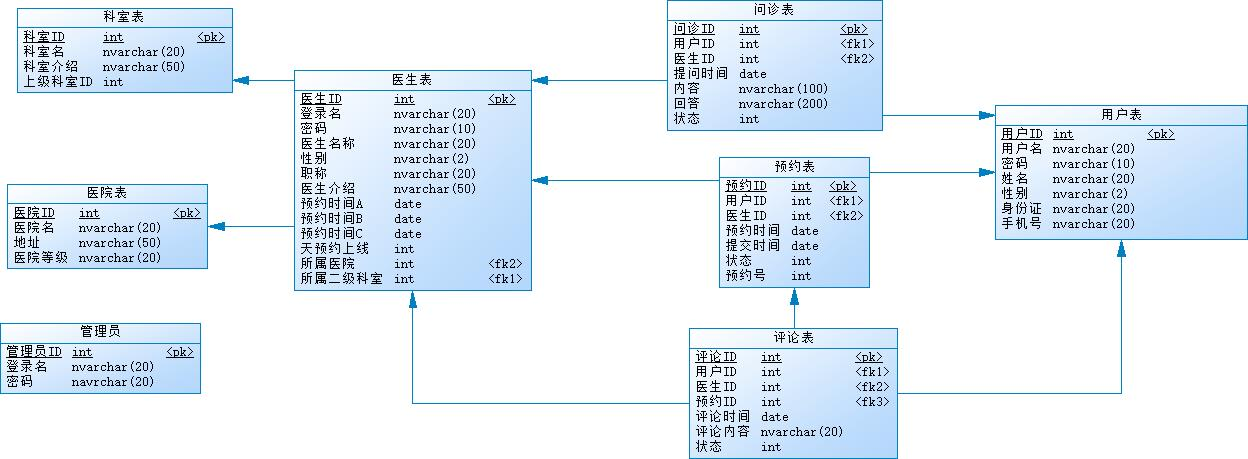 科室表
科室ID int <pk>
科室名 nvarchar(20)
科室介绍 nvarchar(50)
上级科室ID int
医院表
医院ID int <pk>
医院名 nvarchar(20)
地址 navrchar(50)
医院等级 nvarchar(20)
管理员
管理员ID int <pk>
登录名 nvarchar(20)
密码 navrchar(20)
医生表
医生ID int <pk>
登录名 nvarchar(20)
密码 nvarchar(10)
医生名称 nvarchar(20)
性别 nvarchar(2)
职称 nvarchar(20)
医生介绍 nvarchar(50)
预约时间A date
预约时间B date
预约时间C date
天预约上线 int
所属医院 int <fk2>
所属二级科室 int <fk1>
问诊表
问诊ID int <pk>
用户ID int <fk1>
医生ID int <fk2>
提问时间 date
内容 nvarchar(100)
回答 nvarchar(200)
状态 int
预约表
预约ID int <pk>
用户ID int <fk1>
医生ID int <fk2>
预约时间 date
提交时间 date
状态 int
预约号 int
评论表
评论ID int <pk>
用户ID int <fk1>
医生ID int <fk2>
预约ID int <fk3>
评论时间 date
评论内容 nvarchar(20)
状态 int
用户表
用户ID int <pk>
用户名 nvarchar(20)
密码 nvarchar(10)
姓名 nvarchar(20)
性别 nvarchar(2)
身份证 nvarchar(20)
手机号 nvarchar(20)